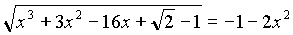 √(x³ + 3x² − 16x + √2 − 1) = −1 − 2x²